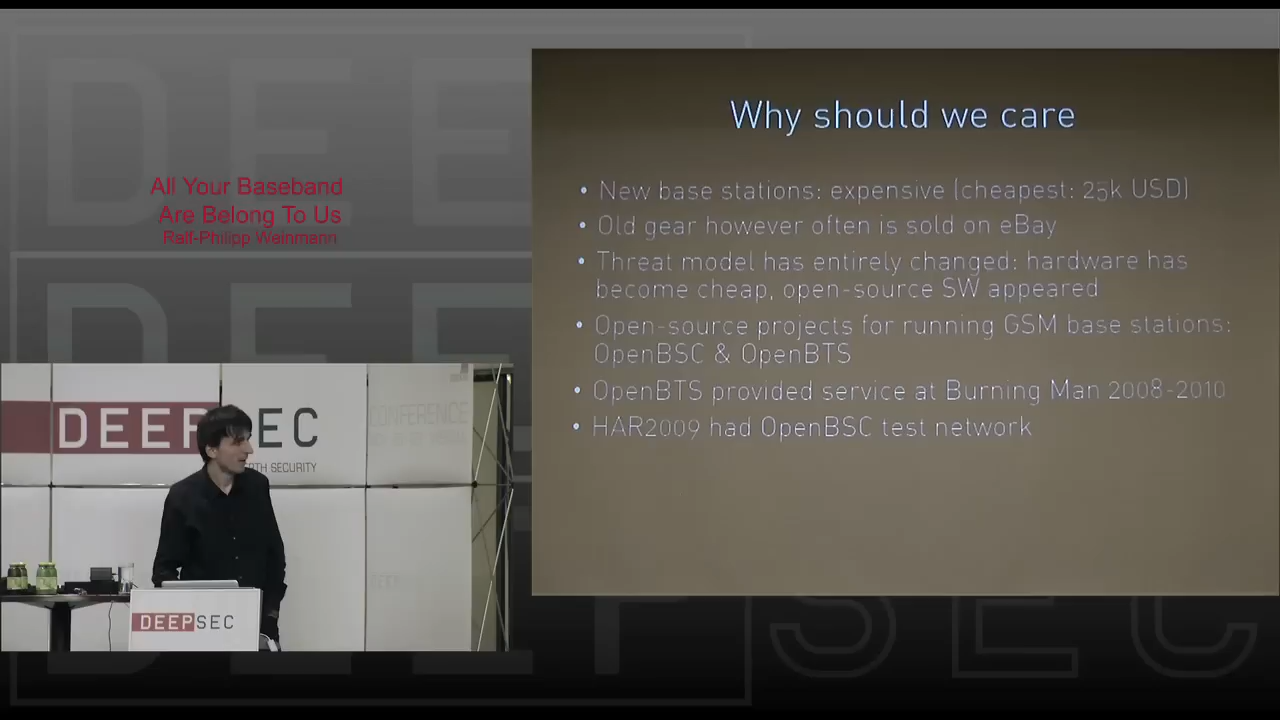 All Your Baseband
Are Belong To Us
Ralf-Philipp Weinmann
Why should we care
• New base stations: expensive (cheapest: 25k USD)
• Old gear however often is sold on eBay
• Threat model has entirely changed: hardware has
become cheap, open-source SW appeared
• Open-source projects for running GSM base stations:
OpenBSC & OpenBTS
• OpenBTS provided service at Burning Man 2008-2010
• HAR2009 had OpenBSC test network
DEEPSEC
CONFERENCE
SECURITY
DEEPSEC